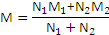 M = N₁M₁+N₂M₂ / N₁ + N₂